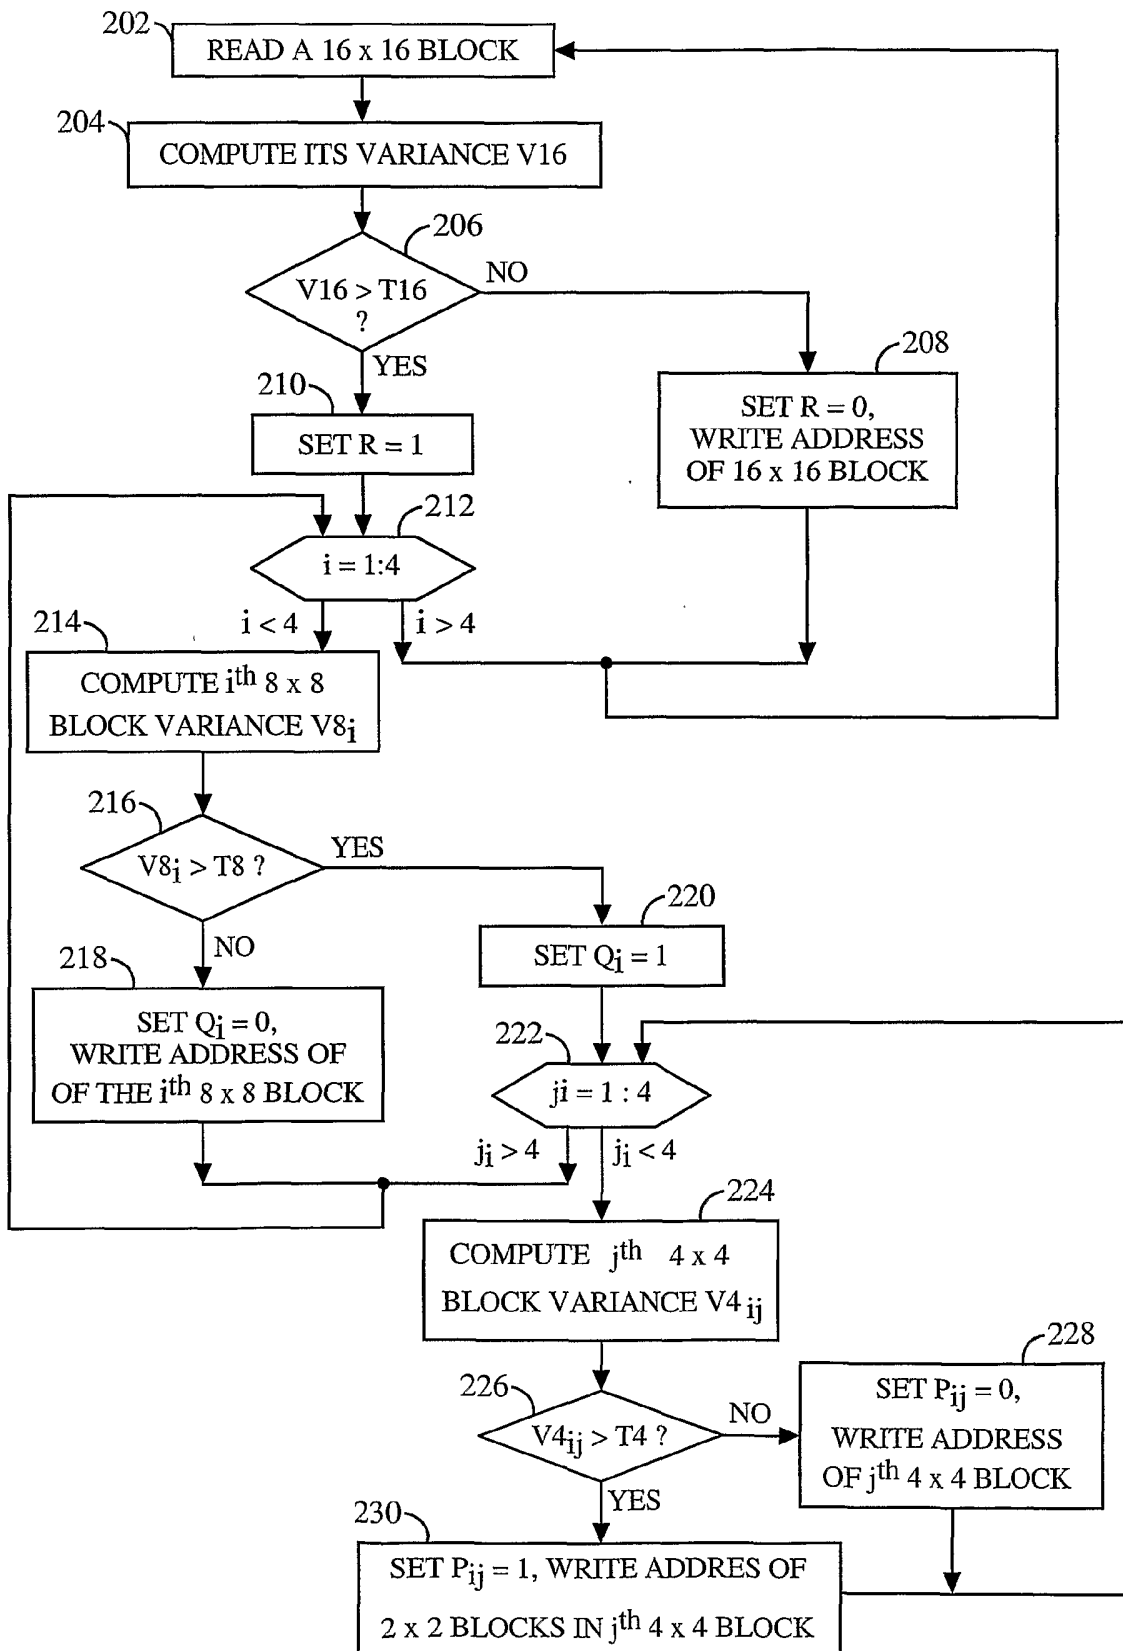 202
READ A 16 x 16 BLOCK
204
COMPUTE ITS VARIANCE V16
206
V16 > T16
?
NO
YES
208
SET R = 0,
WRITE ADDRESS
OF 16 x 16 BLOCK
210
SET R = 1
212
i = 1:4
i < 4
i > 4
214
COMPUTE ith 8 x 8
BLOCK VARIANCE V8i
216
V8i > T8 ?
YES
NO
218
SET Qi = 0,
WRITE ADDRESS OF
OF THE ith 8 x 8 BLOCK
220
SET Qi = 1
222
ji = 1 : 4
ji > 4
ji < 4
224
COMPUTE jth 4 x 4
BLOCK VARIANCE V4ij
226
V4ij > T4 ?
NO
YES
228
SET Pij = 0,
WRITE ADDRESS
OF jth 4 x 4 BLOCK
230
SET Pij = 1, WRITE ADDRES OF
2 x 2 BLOCKS IN jth 4 x 4 BLOCK